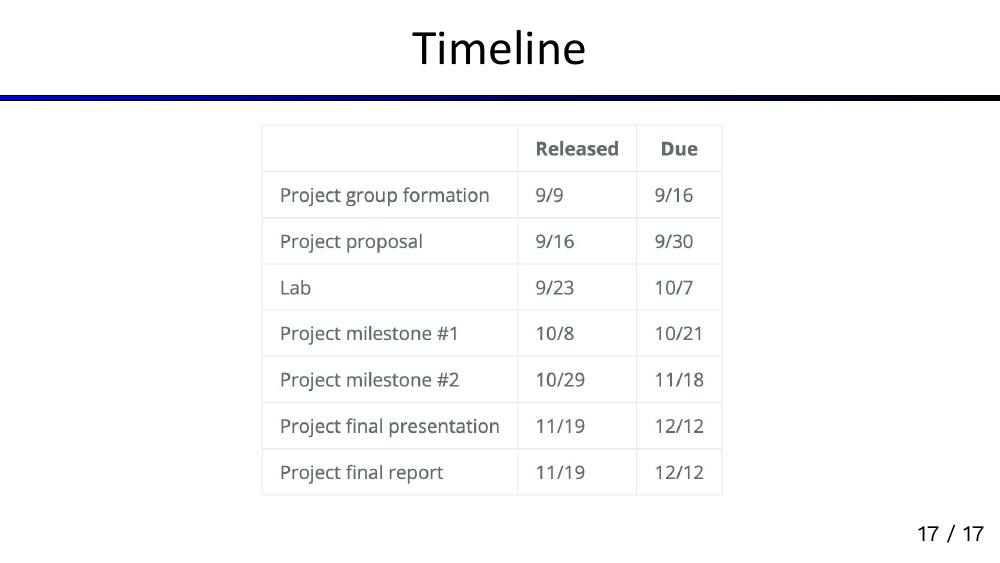 Timeline
Released Due
Project group formation 9/9 9/16
Project proposal 9/16 9/30
Lab 9/23 10/7
Project milestone #1 10/8 10/21
Project milestone #2 10/29 11/18
Project final presentation 11/19 12/12
Project final report 11/19 12/12
17 / 17